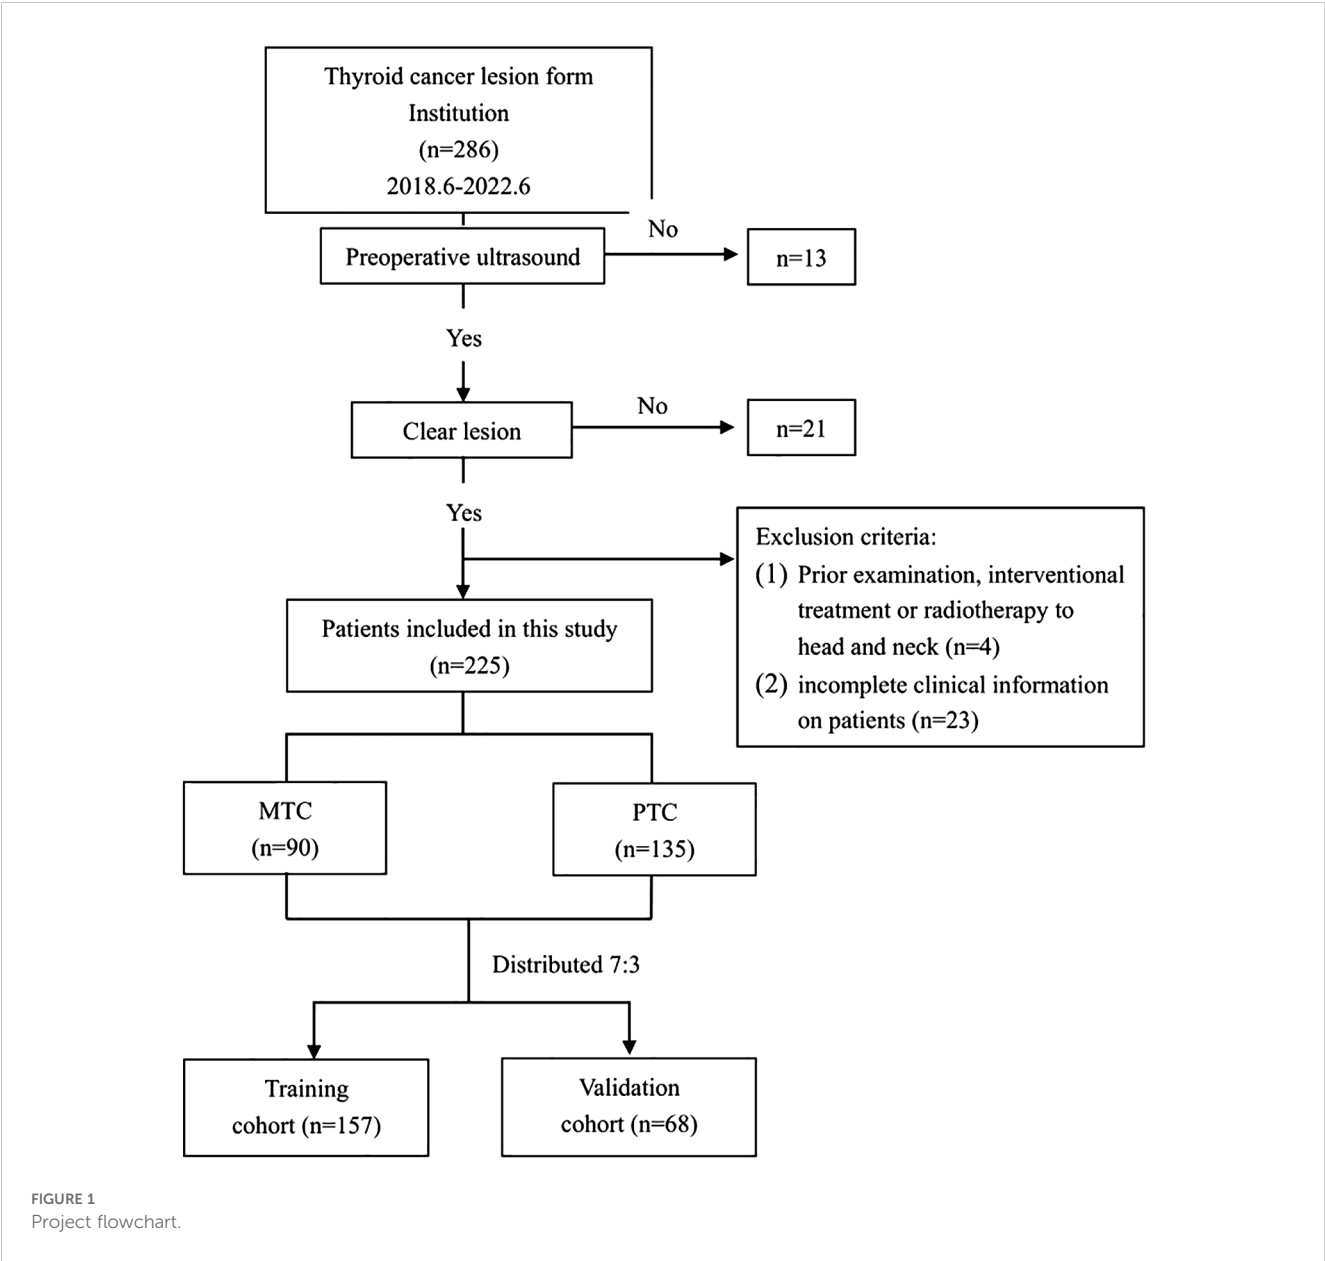 Thyroid cancer lesion form
Institution
(n=286)
2018.6-2022.6
No
Preoperative ultrasound
n=13
Yes
No
Clear lesion
n=21
Yes
Exclusion criteria:
(1) Prior examination, interventional
treatment or radiotherapy to
head and neck (n=4)
(2) incomplete clinical information
on patients (n=23)
Patients included in this study
(n=225)
MTC
(n=90)
PTC
(n=135)
Distributed 7:3
Training
cohort (n=157)
Validation
cohort (n=68)
FIGURE 1
Project flowchart.